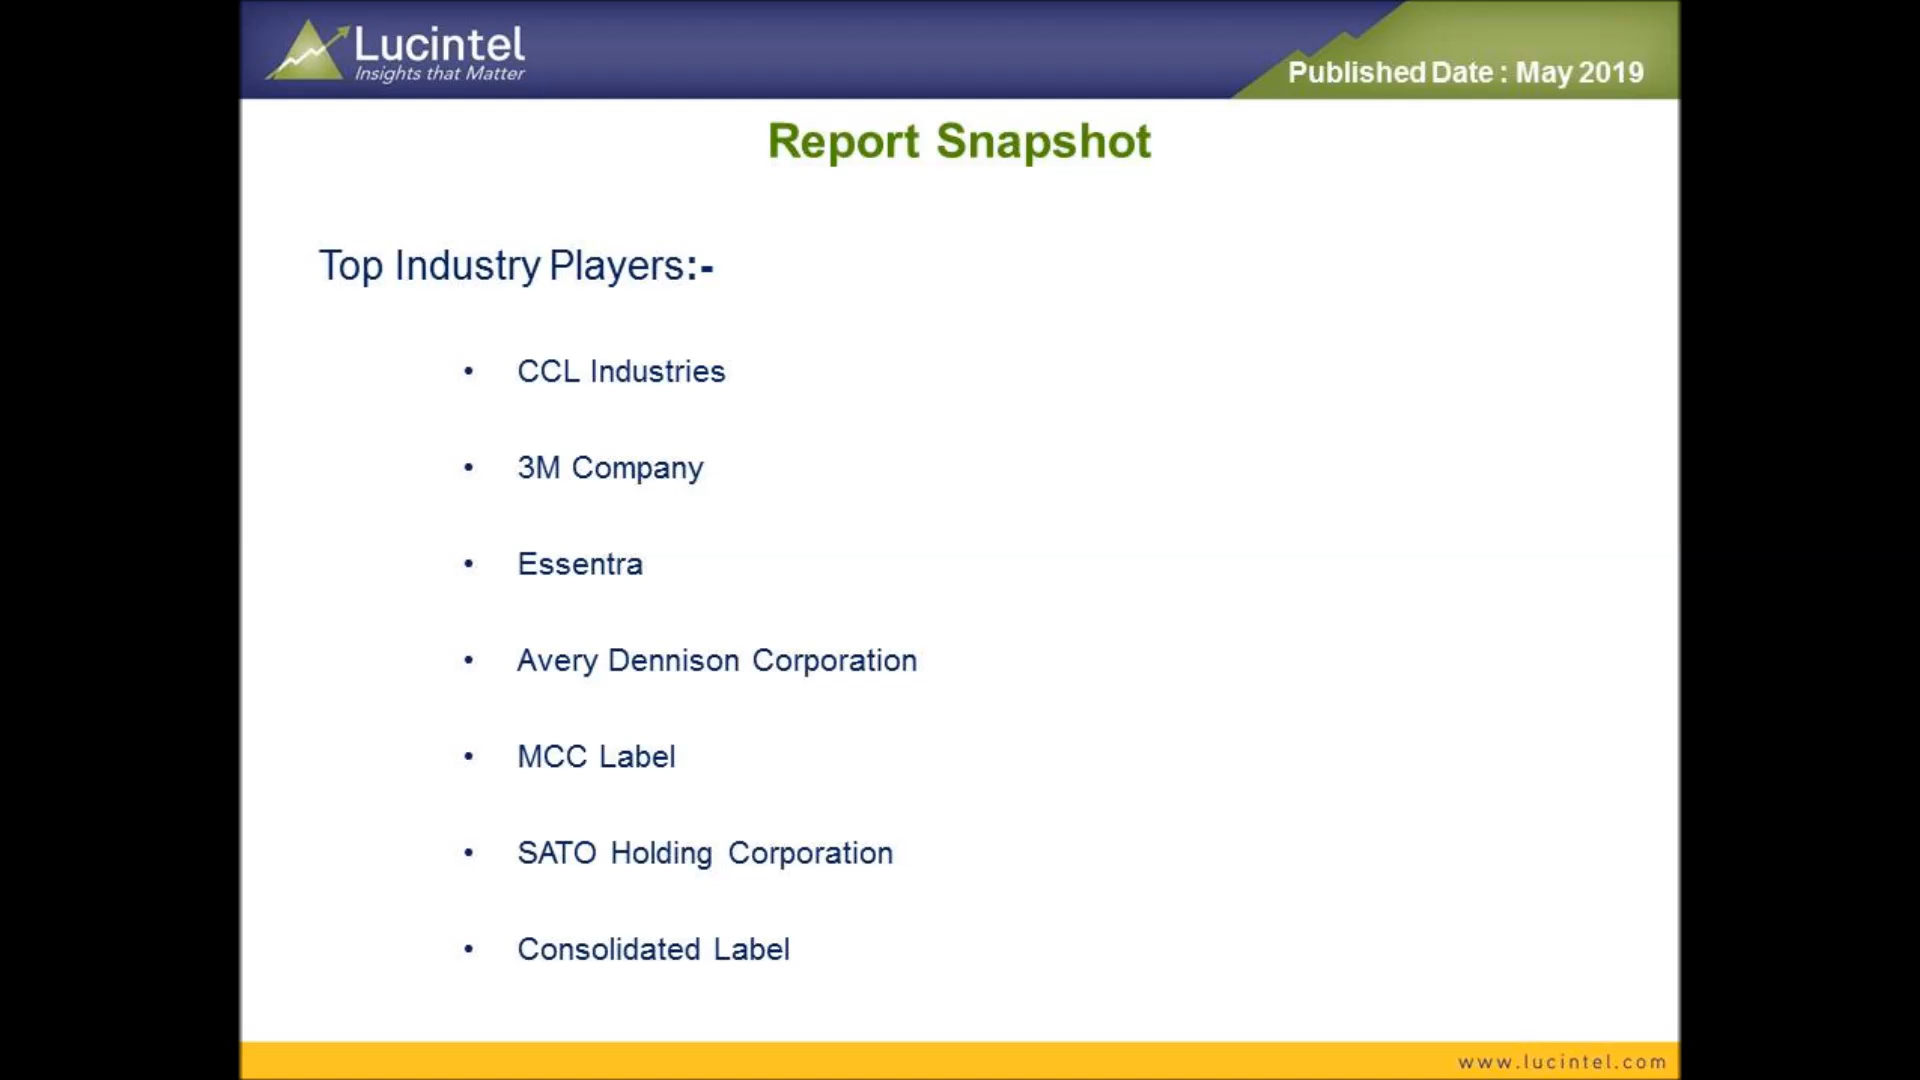 Lucintel
Insights that Matter
Published Date : May 2019
Report Snapshot
Top Industry Players:-
• CCL Industries
• 3M Company
• Essentra
• Avery Dennison Corporation
• MCC Label
• SATO Holding Corporation
• Consolidated Label
www.lucintel.com